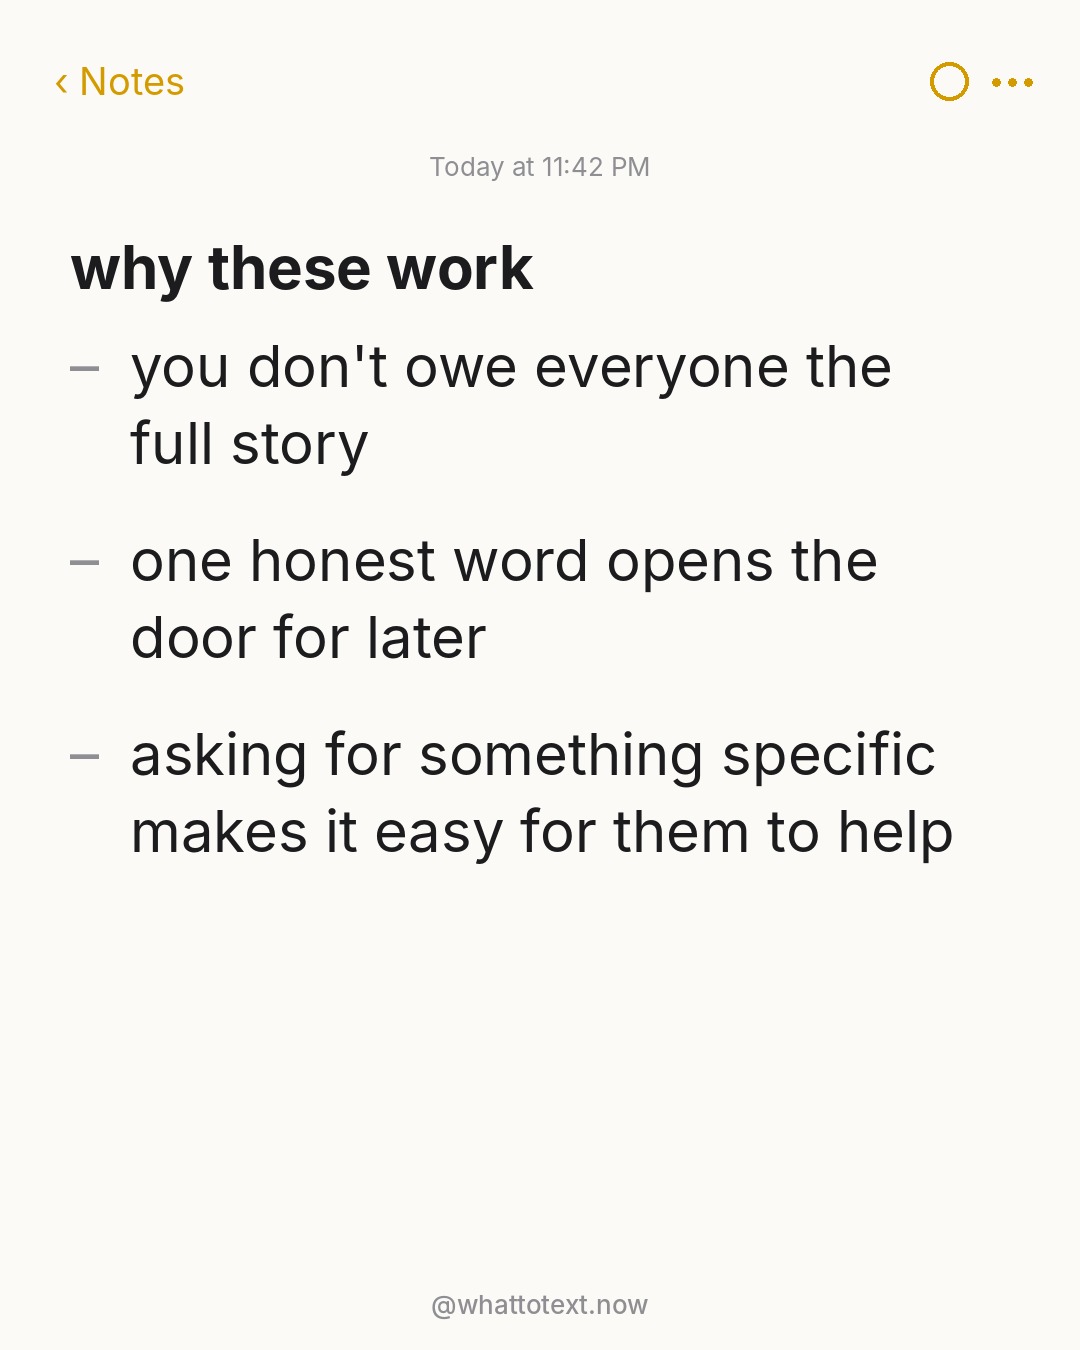 ‹ Notes
Today at 11:42 PM
why these work
– you don't owe everyone the
full story
– one honest word opens the
door for later
– asking for something specific
makes it easy for them to help
@whattotext.now